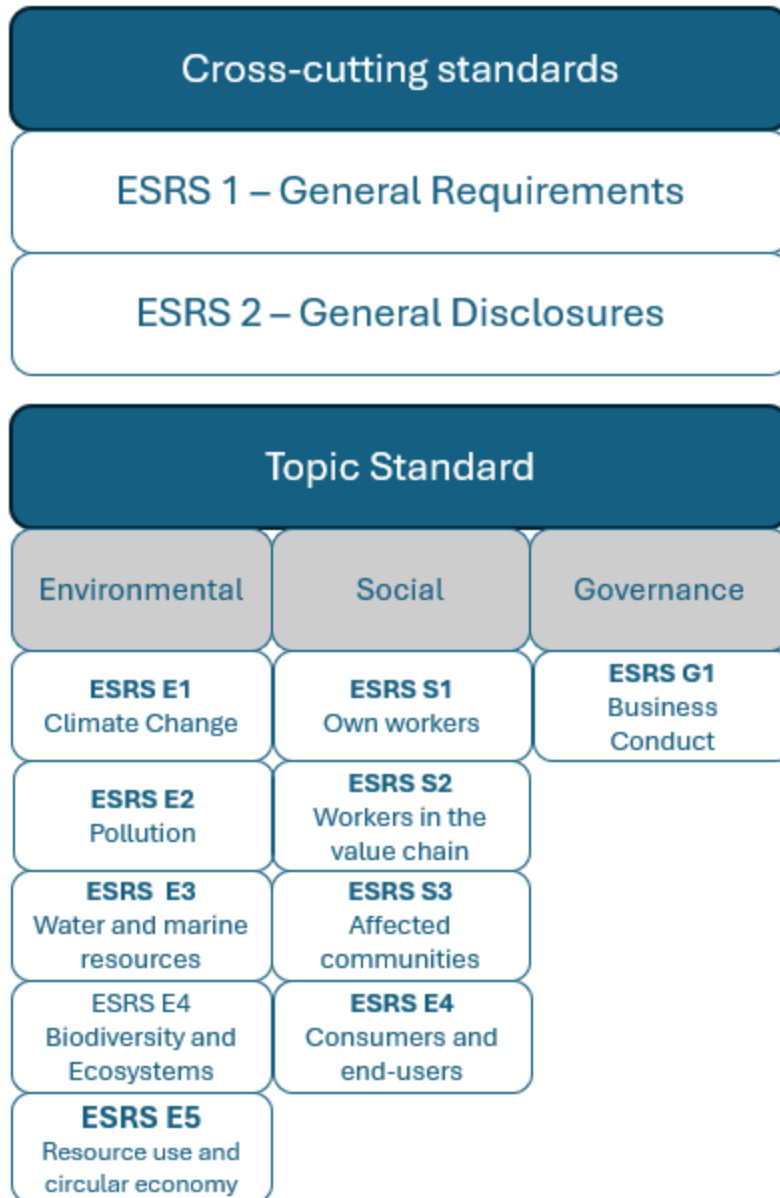 Cross-cutting standards
ESRS 1 – General Requirements
ESRS 2 – General Disclosures
Topic Standard
Environmental
Social
Governance
ESRS E1
Climate Change
ESRS S1
Own workers
ESRS G1
Business
Conduct
ESRS E2
Pollution
ESRS S2
Workers in the
value chain
ESRS E3
Water and marine
resources
ESRS S3
Affected
communities
ESRS E4
Biodiversity and
Ecosystems
ESRS E4
Consumers and
end-users
ESRS E5
Resource use and
circular economy